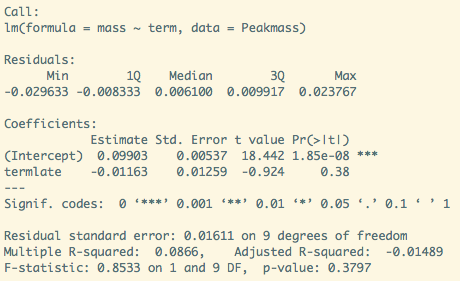 Call:
lm(formula = mass ~ term, data = Peakmass)
Residuals:
Min 1Q Median 3Q Max
-0.029633 -0.008333 0.006100 0.009917 0.023767
Coefficients:
Estimate Std. Error t value Pr(>|t|)
(Intercept) 0.09903 0.00537 18.442 1.85e-08 ***
termlate -0.01163 0.01259 -0.924 0.38
---
Signif. codes: 0 ‘***’ 0.001 ‘**’ 0.01 ‘*’ 0.05 ‘.’ 0.1 ‘ ’ 1
Residual standard error: 0.01611 on 9 degrees of freedom
Multiple R-squared: 0.0866, Adjusted R-squared: -0.01489
F-statistic: 0.8533 on 1 and 9 DF, p-value: 0.3797